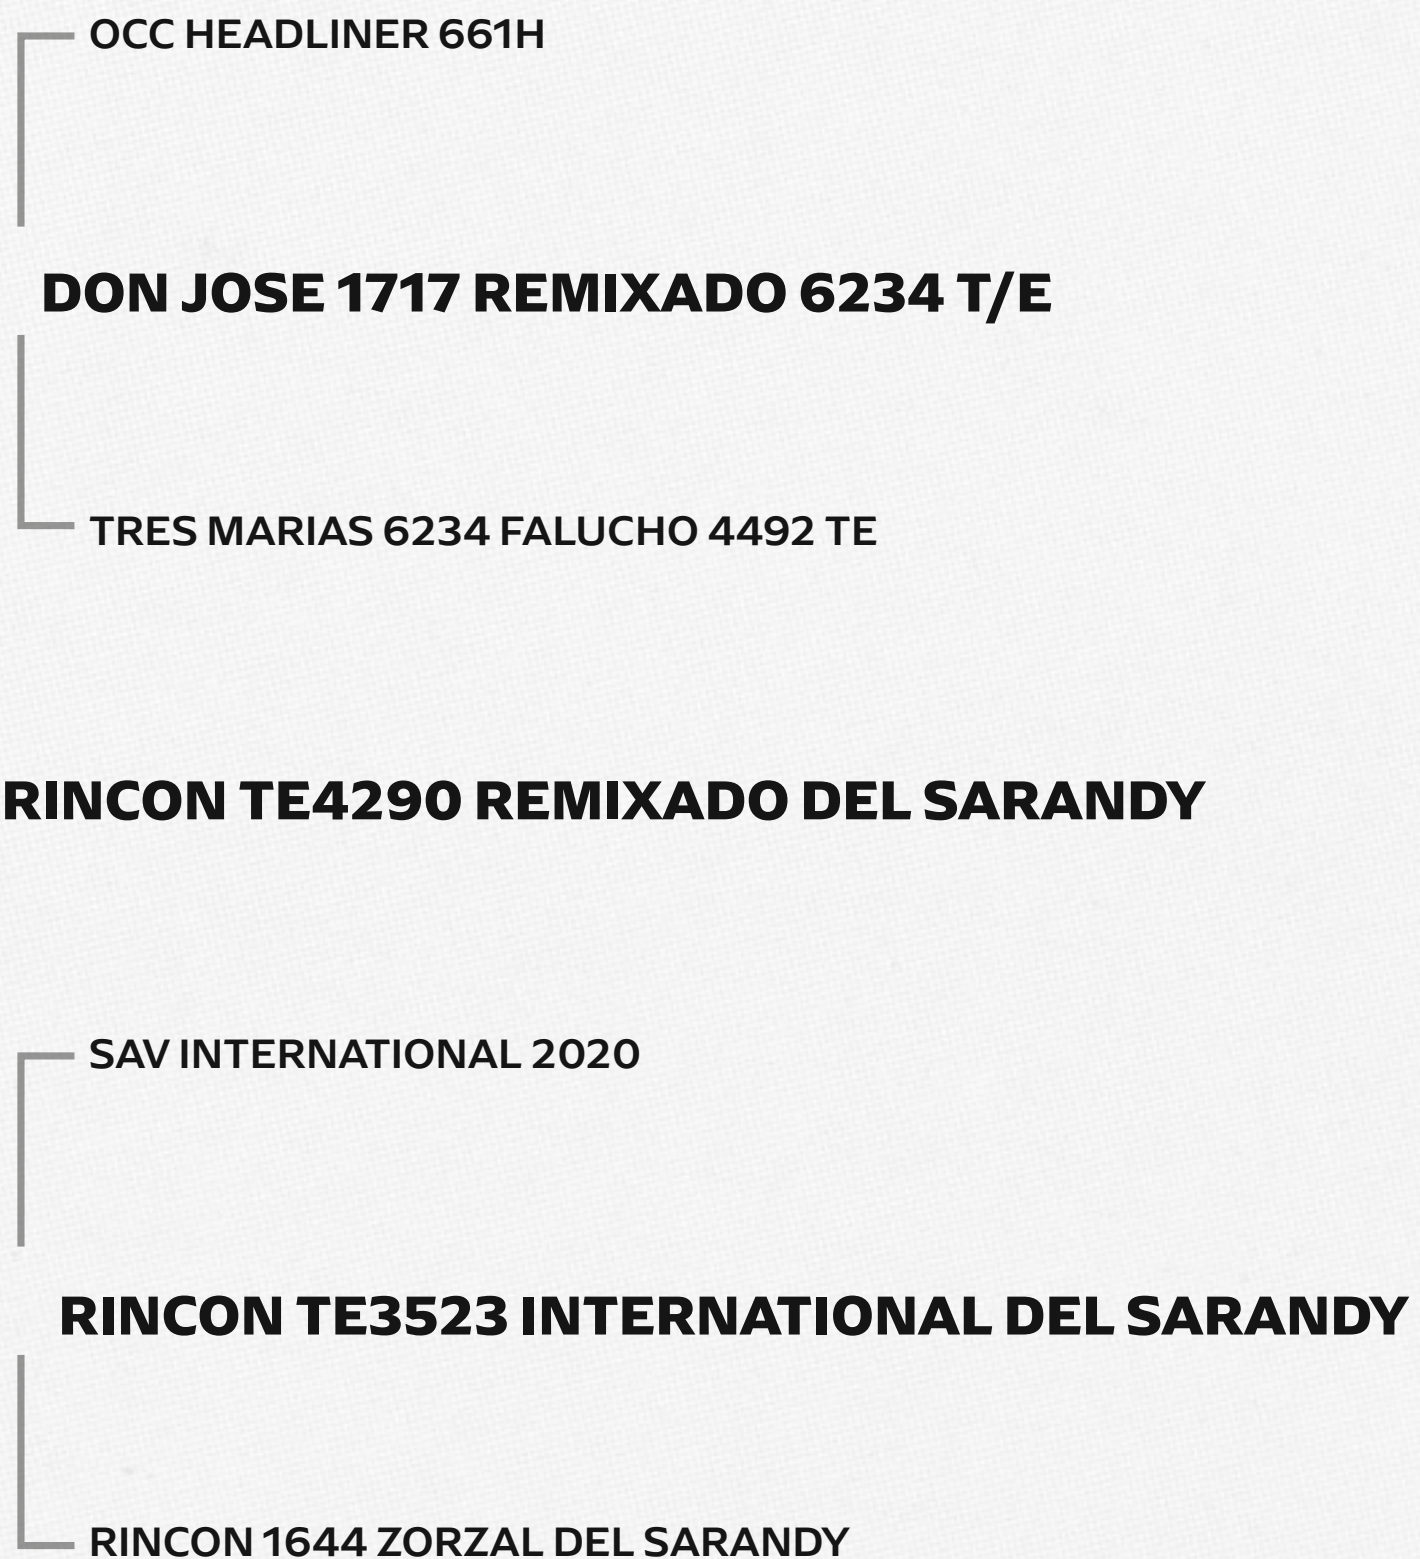 OCC HEADLINER 661H
DON JOSE 1717 REMIXADO 6234 T/E
TRES MARIAS 6234 FALUCHO 4492 TE
RINCON TE4290 REMIXADO DEL SARANDY
SAV INTERNATIONAL 2020
RINCON TE3523 INTERNATIONAL DEL SARANDY
RINCON 1644 ZORZAL DEL SARANDY